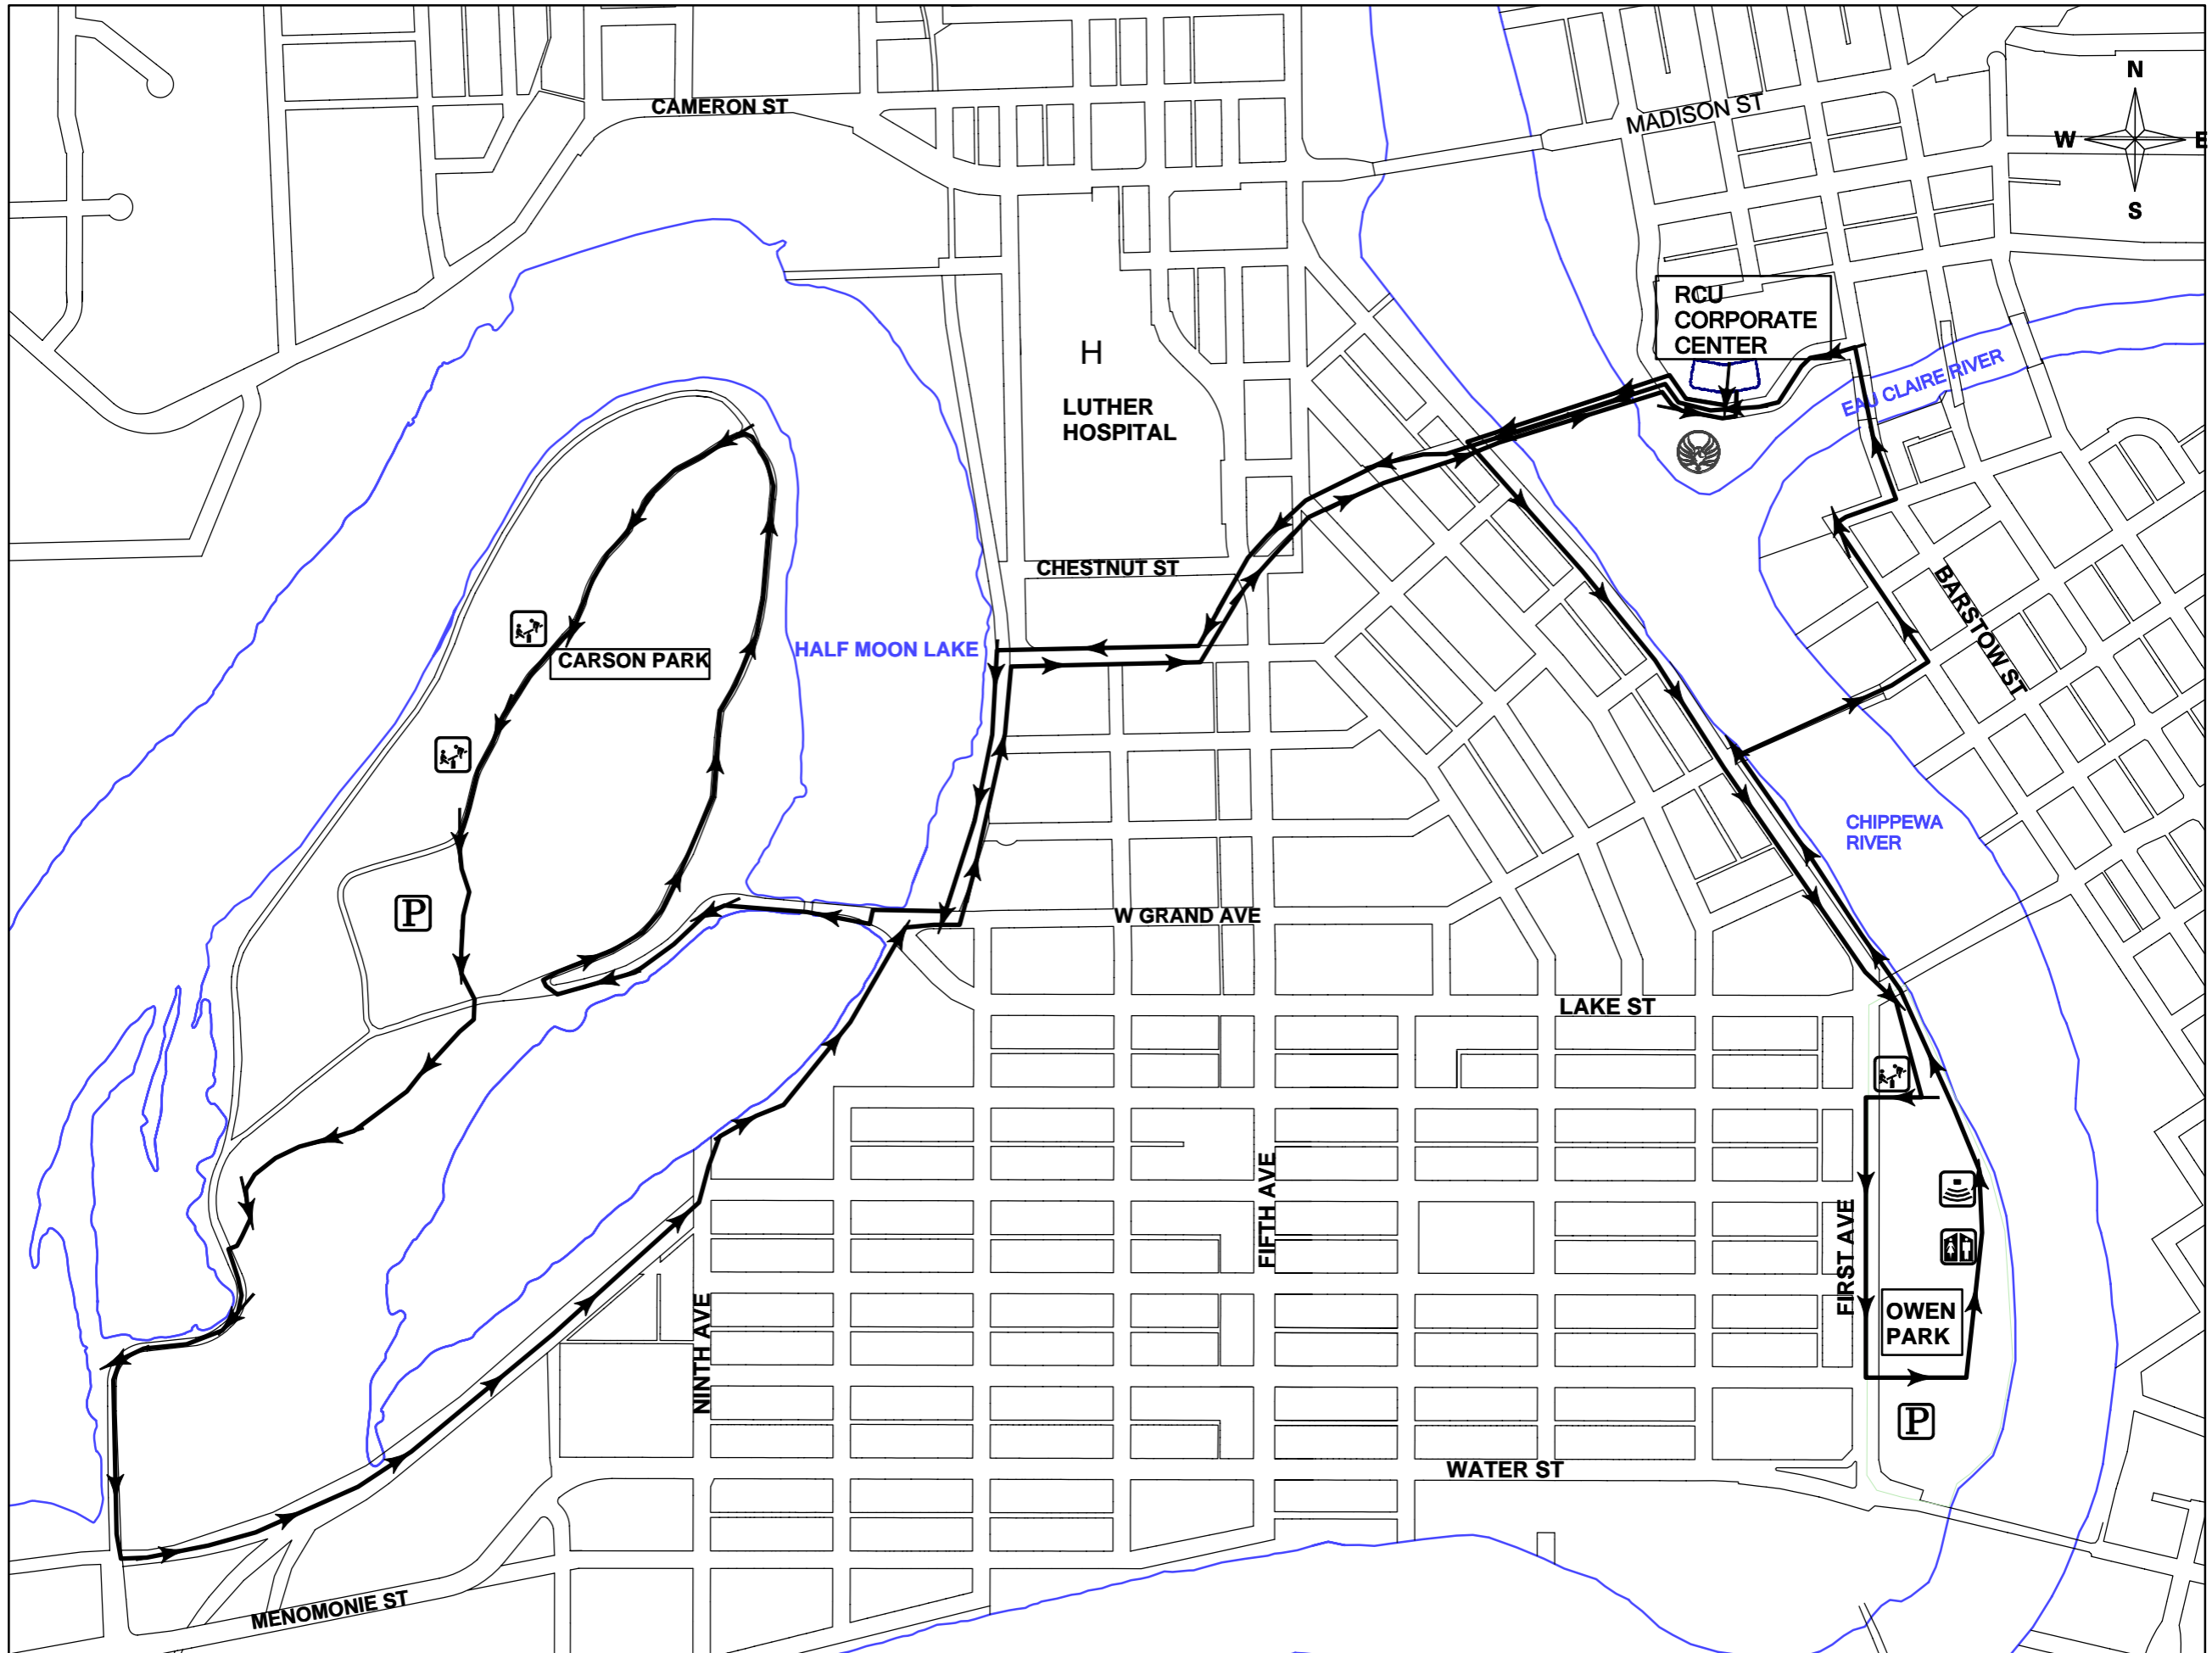 CAMERON ST
MADISON ST
N
W
E
S
RCU
CORPORATE
CENTER
H
LUTHER
HOSPITAL
EAU CLAIRE RIVER
CHESTNUT ST
BARSTOW ST
HALF MOON LAKE
CARSON PARK
CHIPPEWA
RIVER
P
W GRAND AVE
LAKE ST
FIFTH AVE
FIRST AVE
NINTH AVE
OWEN
PARK
P
WATER ST
MENOMONIE ST